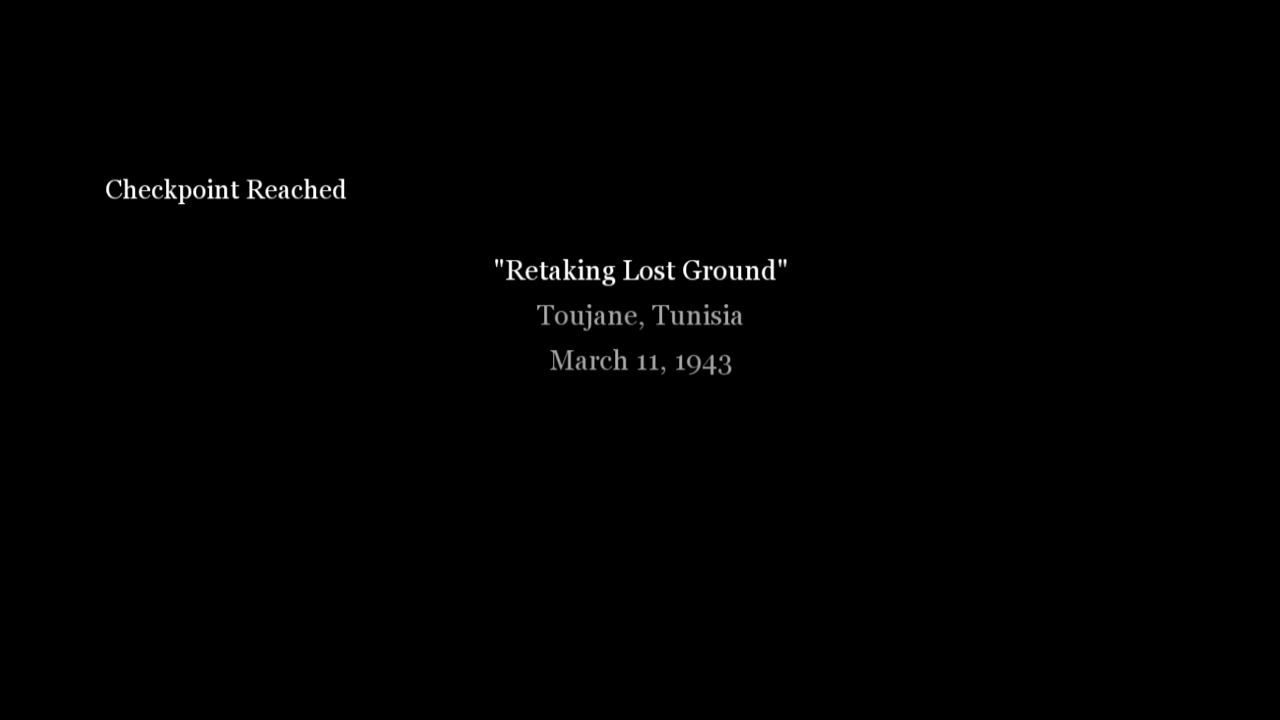 Checkpoint Reached
"Retaking Lost Ground"
Toujane, Tunisia
March 11, 1943